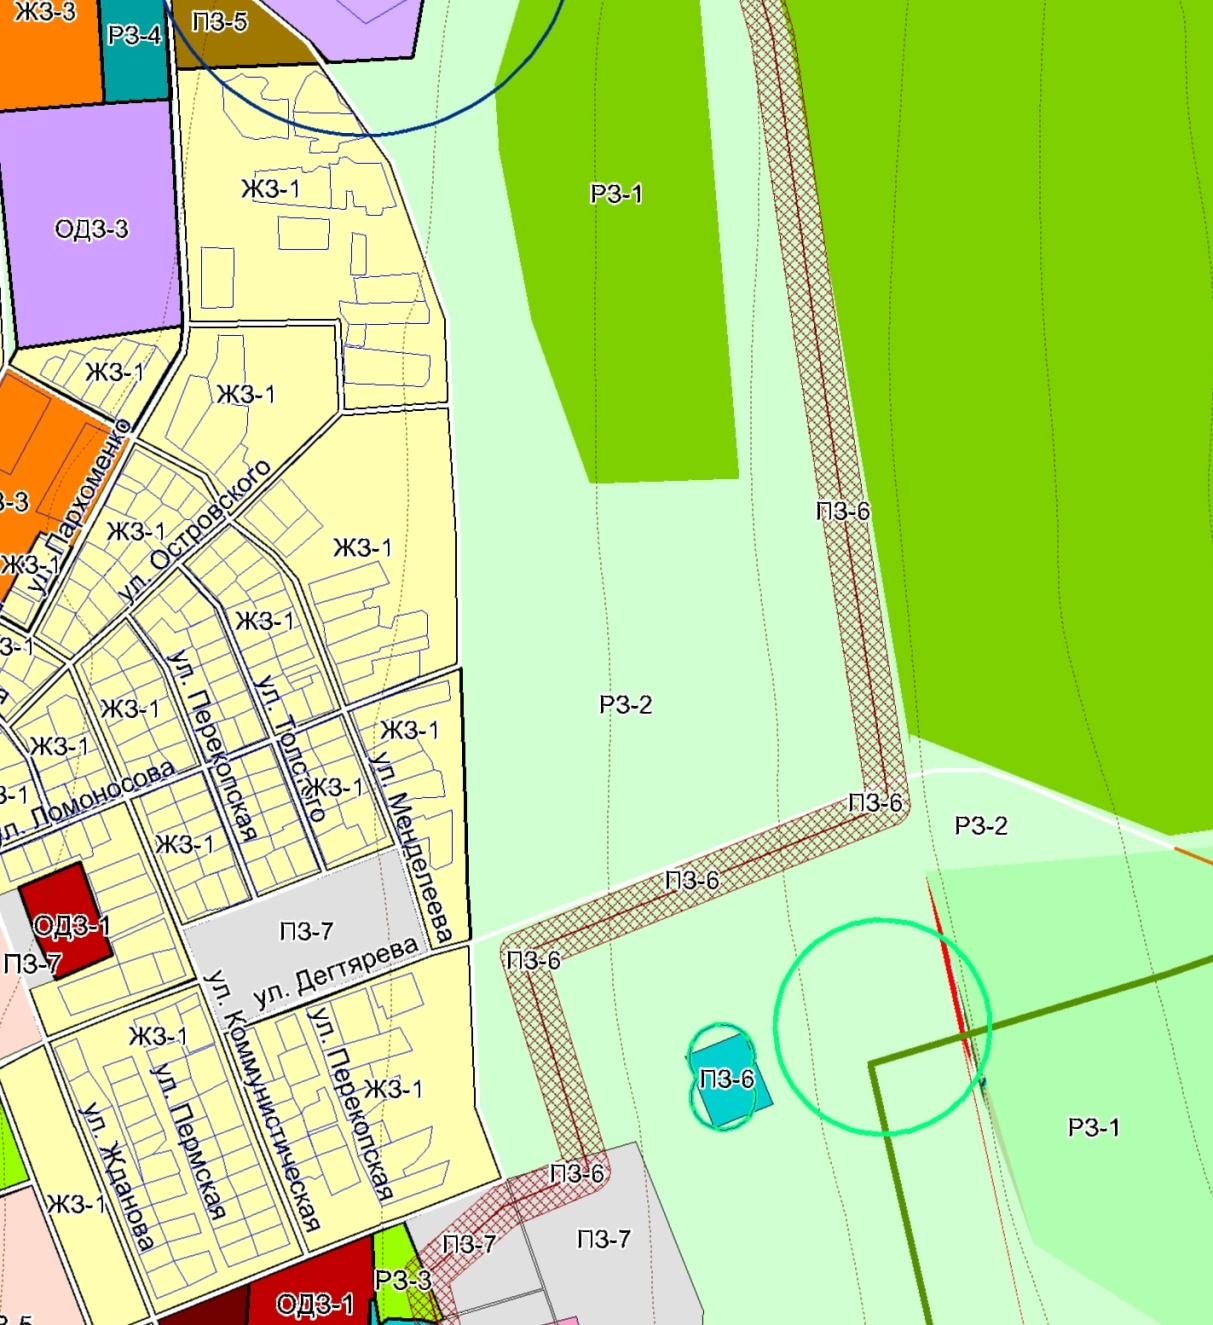 ЖЗ-3
РЗ-4
ПЗ-5
ЖЗ-1
РЗ-1
ОДЗ-3
ЖЗ-1
ЖЗ-1
ул. Пархоменко
ул. Островского
З-3
ЖЗ-1
ПЗ-6
ЖЗ-1
ЖЗ-1
ЖЗ-1
З-1
ул. Перекопская
ул. Толстого
ЖЗ-1
РЗ-2
ЖЗ-1
ЖЗ-1
ул. Менделеева
ЖЗ-1
З-1
ул. Ломоносова
ПЗ-6
РЗ-2
ЖЗ-1
ПЗ-6
ОДЗ-1
ПЗ-7
ПЗ-7
ПЗ-6
ул. Дегтярева
ул. Коммунистическая
ул. Перекопская
ЖЗ-1
ул. Пермская
ул. Жданова
ЖЗ-1
ПЗ-6
РЗ-1
ПЗ-6
ЖЗ-1
ПЗ-7
ПЗ-7
РЗ-3
ОДЗ-1